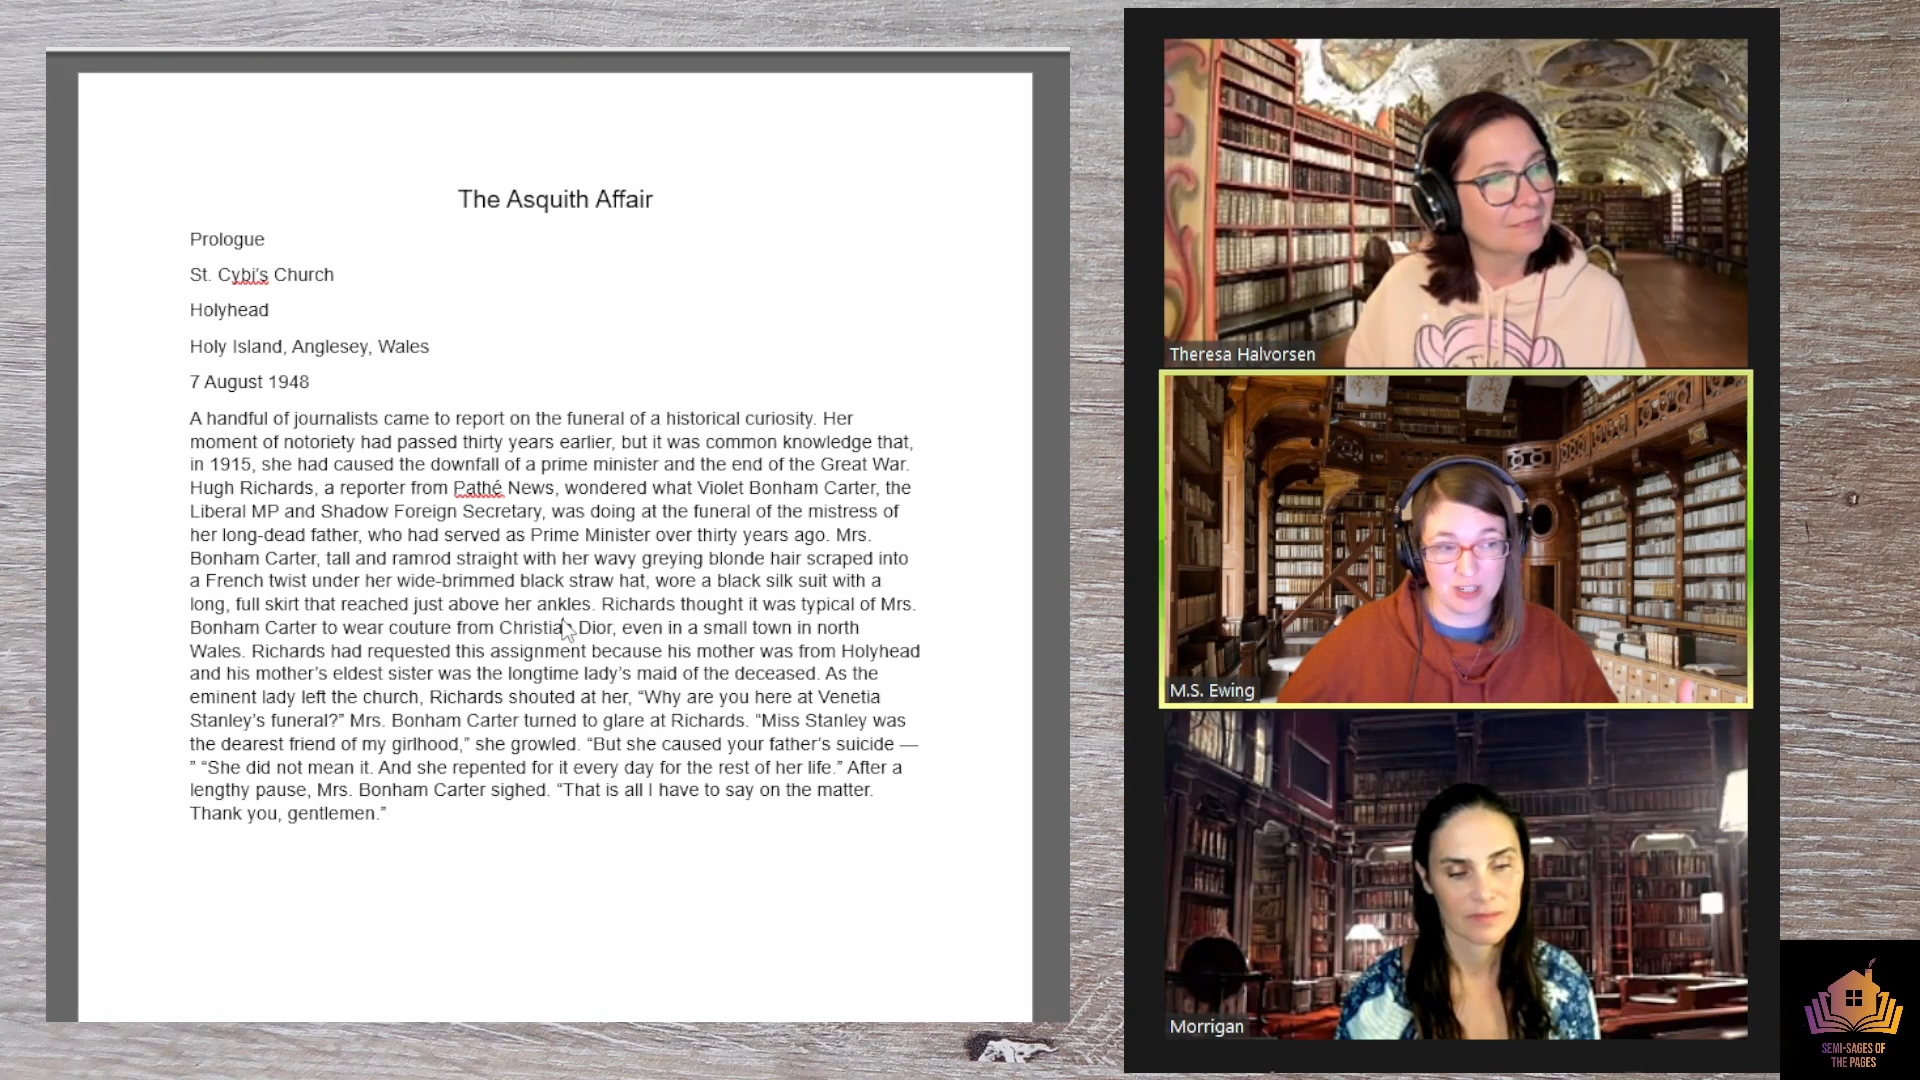 The Asquith Affair
Prologue
St. Cybi's Church
Holyhead
Holy Island, Anglesey, Wales
7 August 1948
A handful of journalists came to report on the funeral of a historical curiosity. Her
moment of notoriety had passed thirty years earlier, but it was common knowledge that,
in 1915, she had caused the downfall of a prime minister and the end of the Great War.
Hugh Richards, a reporter from Pathé News, wondered what Violet Bonham Carter, the
Liberal MP and Shadow Foreign Secretary, was doing at the funeral of the mistress of
her long-dead father, who had served as Prime Minister over thirty years ago. Mrs.
Bonham Carter, tall and ramrod straight with her wavy greying blonde hair scraped into
a French twist under her wide-brimmed black straw hat, wore a black silk suit with a
long, full skirt that reached just above her ankles. Richards thought it was typical of Mrs.
Bonham Carter to wear couture from Christian Dior, even in a small town in north
Wales. Richards had requested this assignment because his mother was from Holyhead
and his mother’s eldest sister was the longtime lady’s maid of the deceased. As the
eminent lady left the church, Richards shouted at her, “Why are you here at Venetia
Stanley’s funeral?” Mrs. Bonham Carter turned to glare at Richards. “Miss Stanley was
the dearest friend of my girlhood,” she growled. “But she caused your father’s suicide —
” “She did not mean it. And she repented for it every day for the rest of her life.” After a
lengthy pause, Mrs. Bonham Carter sighed. “That is all I have to say on the matter.
Thank you, gentlemen.”
Theresa Halvorsen
M.S. Ewing
Morrigan
SEMI-SAGES OF
THE PAGES